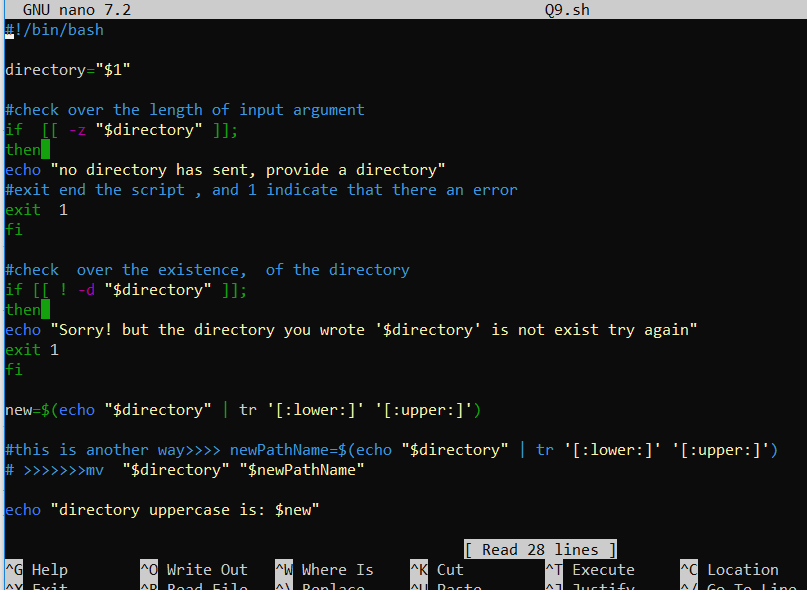 GNU nano 7.2 Q9.sh
#!/bin/bash
directory="$1"
#check over the length of input argument
if  [[ -z "$directory" ]];
then
echo "no directory has sent, provide a directory"
#exit end the script , and 1 indicate that there an error
exit  1
fi
#check  over the existence,  of the directory
if [[ ! -d "$directory" ]];
then
echo "Sorry! but the directory you wrote '$directory' is not exist try again"
exit 1
fi
new=$(echo "$directory" | tr '[:lower:]' '[:upper:]')
#this is another way>>>> newPathName=$(echo "$directory" | tr '[:lower:]' '[:upper:]')
# >>>>>>>mv  "$directory" "$newPathName"
echo "directory uppercase is: $new"
[ Read 28 lines ]
^G Help ^O Write Out ^W Where Is ^K Cut ^T Execute ^C Location
^X Exit ^R Read File ^\ Replace ^U Paste ^J Justify ^/ Go To Line